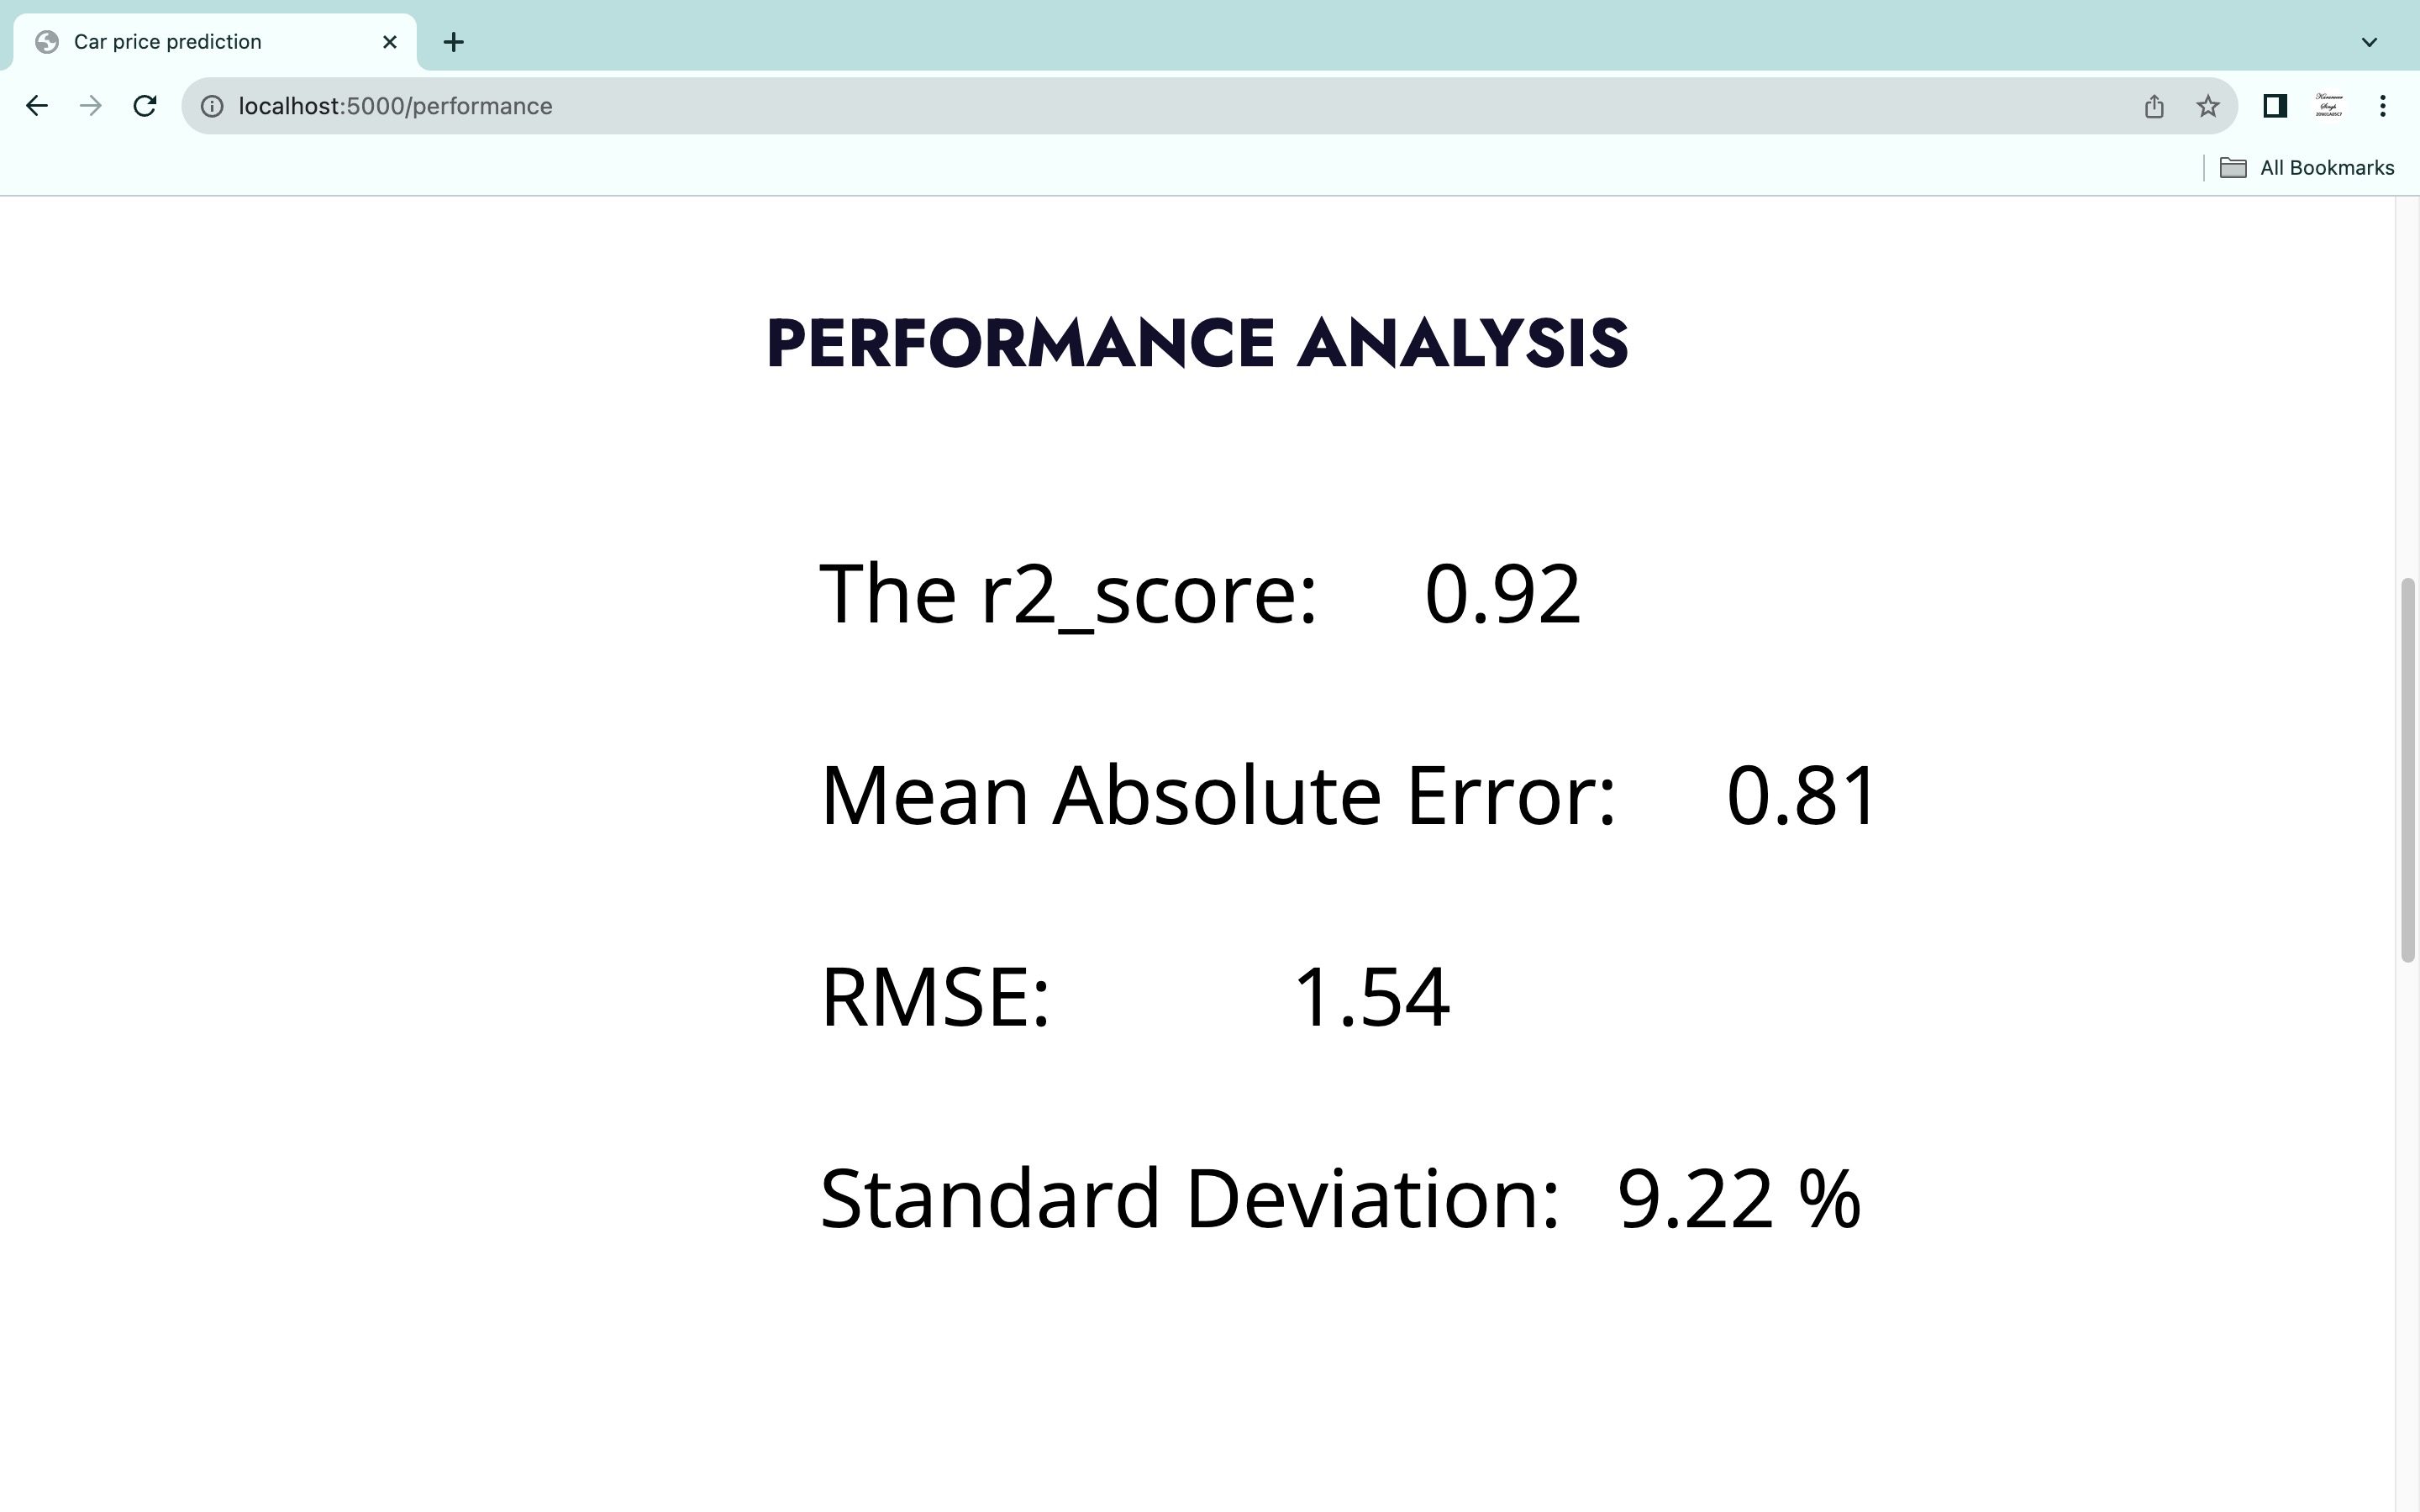 Car price prediction
localhost:5000/performance
All Bookmarks
PERFORMANCE ANALYSIS
The r2_score: 0.92
Mean Absolute Error: 0.81
RMSE: 1.54
Standard Deviation: 9.22 %